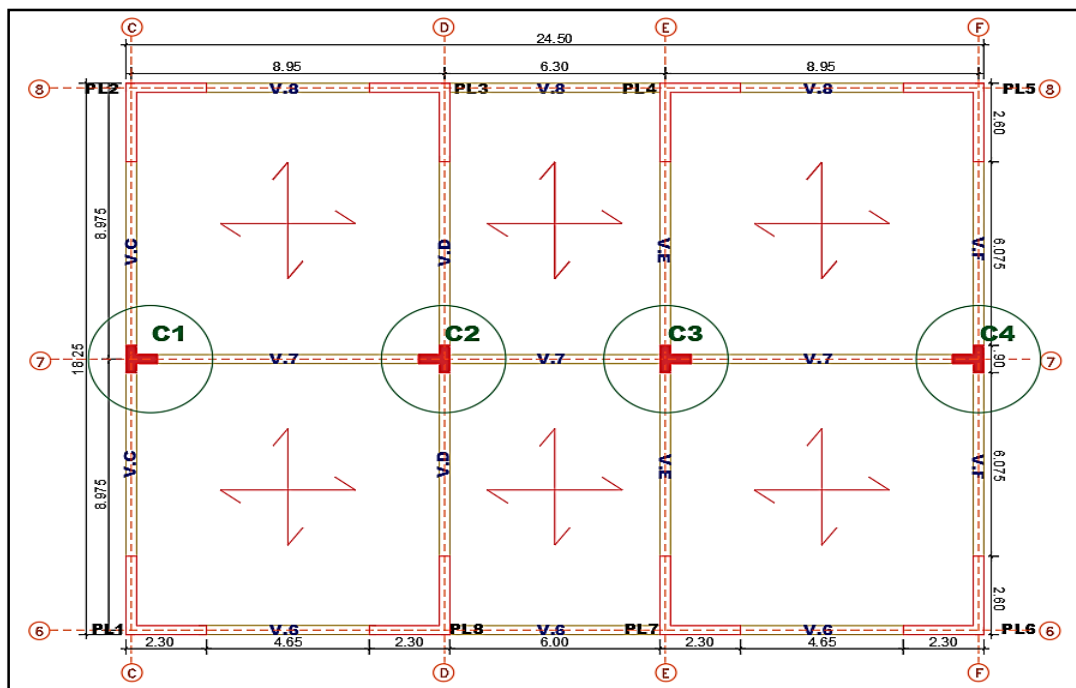 C D E F
24.50
8.95 6.30 8.95
8 PL2 V.8 PL3 V.8 PL4 V.8 PL5 8
2.60
8.975
V.C V.D V.E V.F
6.075
C1 C2 C3 C4
18.25
7 V.7 V.7 V.7 .90 7
V.C V.D V.E V.F
6.075
8.975
2.60
6 PL1 V.6 PL8 V.6 PL7 V.6 PL6 6
2.30 4.65 2.30 6.00 2.30 4.65 2.30
C D E F